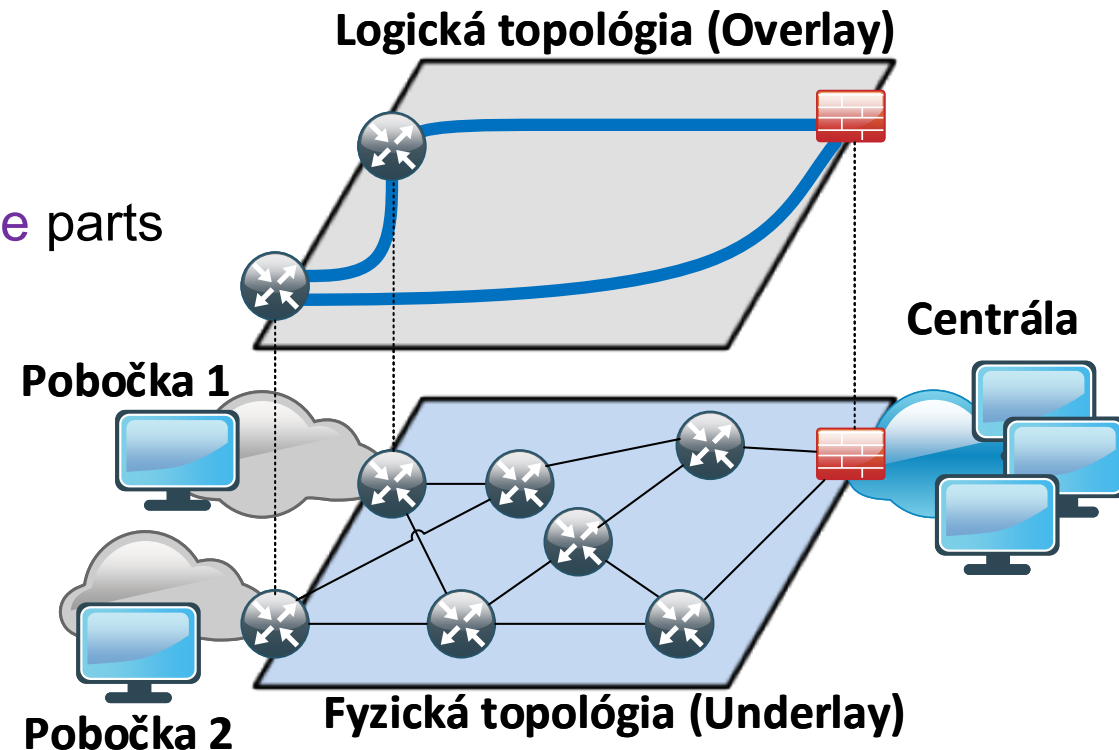 Logická topológia (Overlay)
e parts
Centrála
Pobočka 1
Fyzická topológia (Underlay)
Pobočka 2